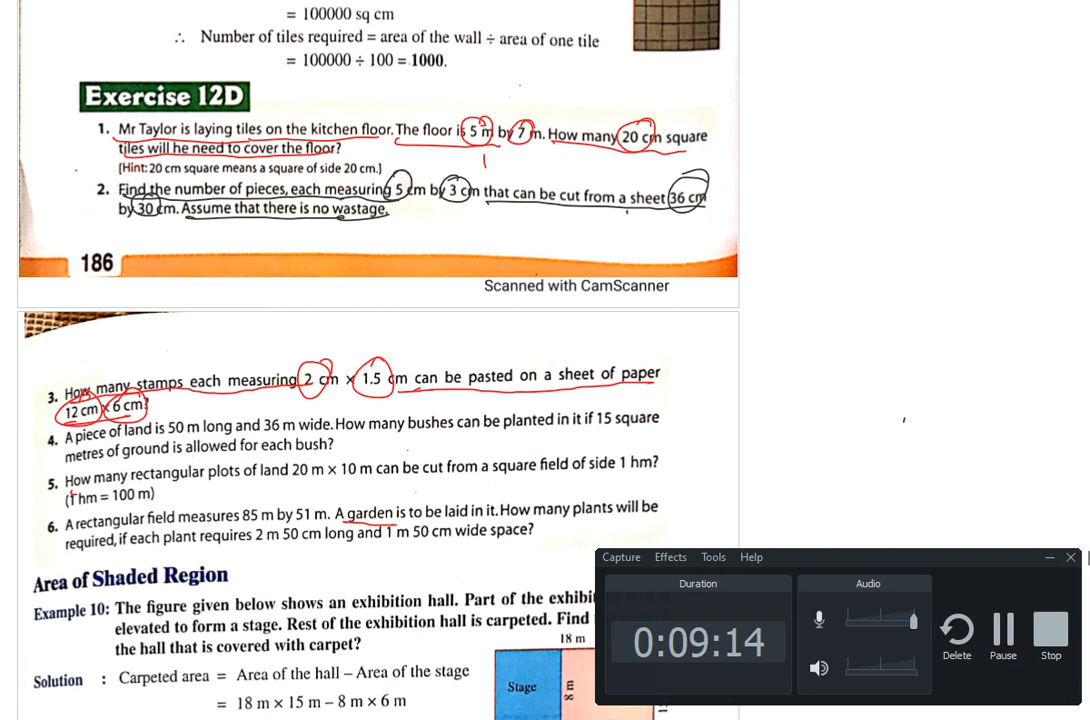 = 100000 sq cm
∴ Number of tiles required = area of the wall ÷ area of one tile
= 100000 ÷ 100 = 1000.
Exercise 12D
1. Mr Taylor is laying tiles on the kitchen floor. The floor is 5 m by 7 m. How many 20 cm square
tiles will he need to cover the floor?
[Hint: 20 cm square means a square of side 20 cm.]
2. Find the number of pieces, each measuring 5 cm by 3 cm that can be cut from a sheet 36 cm
by 30 cm. Assume that there is no wastage.
186
Scanned with CamScanner
3. How many stamps each measuring 2 cm × 1.5 cm can be pasted on a sheet of paper
12 cm × 6 cm?
4. A piece of land is 50 m long and 36 m wide. How many bushes can be planted in it if 15 square
metres of ground is allowed for each bush?
5. How many rectangular plots of land 20 m × 10 m can be cut from a square field of side 1 hm?
(1 hm = 100 m)
6. A rectangular field measures 85 m by 51 m. A garden is to be laid in it. How many plants will be
required, if each plant requires 2 m 50 cm long and 1 m 50 cm wide space?
Area of Shaded Region
Example 10: The figure given below shows an exhibition hall. Part of the exhibi
elevated to form a stage. Rest of the exhibition hall is carpeted. Find
the hall that is covered with carpet?
18 m
Solution : Carpeted area = Area of the hall – Area of the stage
= 18 m × 15 m – 8 m × 6 m
Stage
8 m
Capture Effects Tools Help
Duration
0:09:14
Audio
Delete Pause Stop